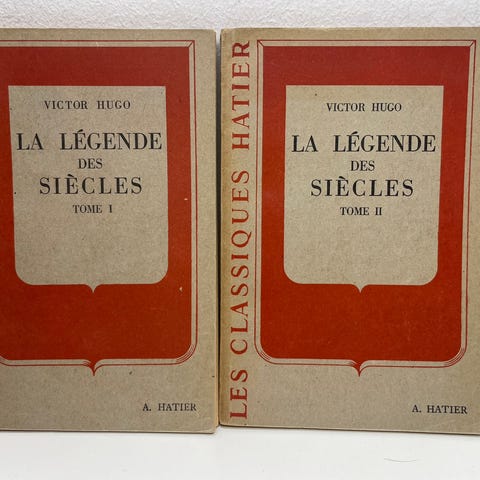 VICTOR HUGO
LA LÉGENDE
DES
SIÈCLES
TOME I
A. HATIER
LES CLASSIQUES HATIER
VICTOR HUGO
LA LÉGENDE
DES
SIÈCLES
TOME II
A. HATIER